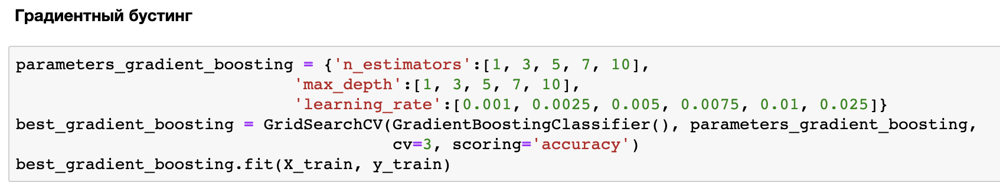 Градиентный бустинг
parameters_gradient_boosting = {'n_estimators':[1, 3, 5, 7, 10],
'max_depth':[1, 3, 5, 7, 10],
'learning_rate':[0.001, 0.0025, 0.005, 0.0075, 0.01, 0.025]}
best_gradient_boosting = GridSearchCV(GradientBoostingClassifier(), parameters_gradient_boosting,
cv=3, scoring='accuracy')
best_gradient_boosting.fit(X_train, y_train)